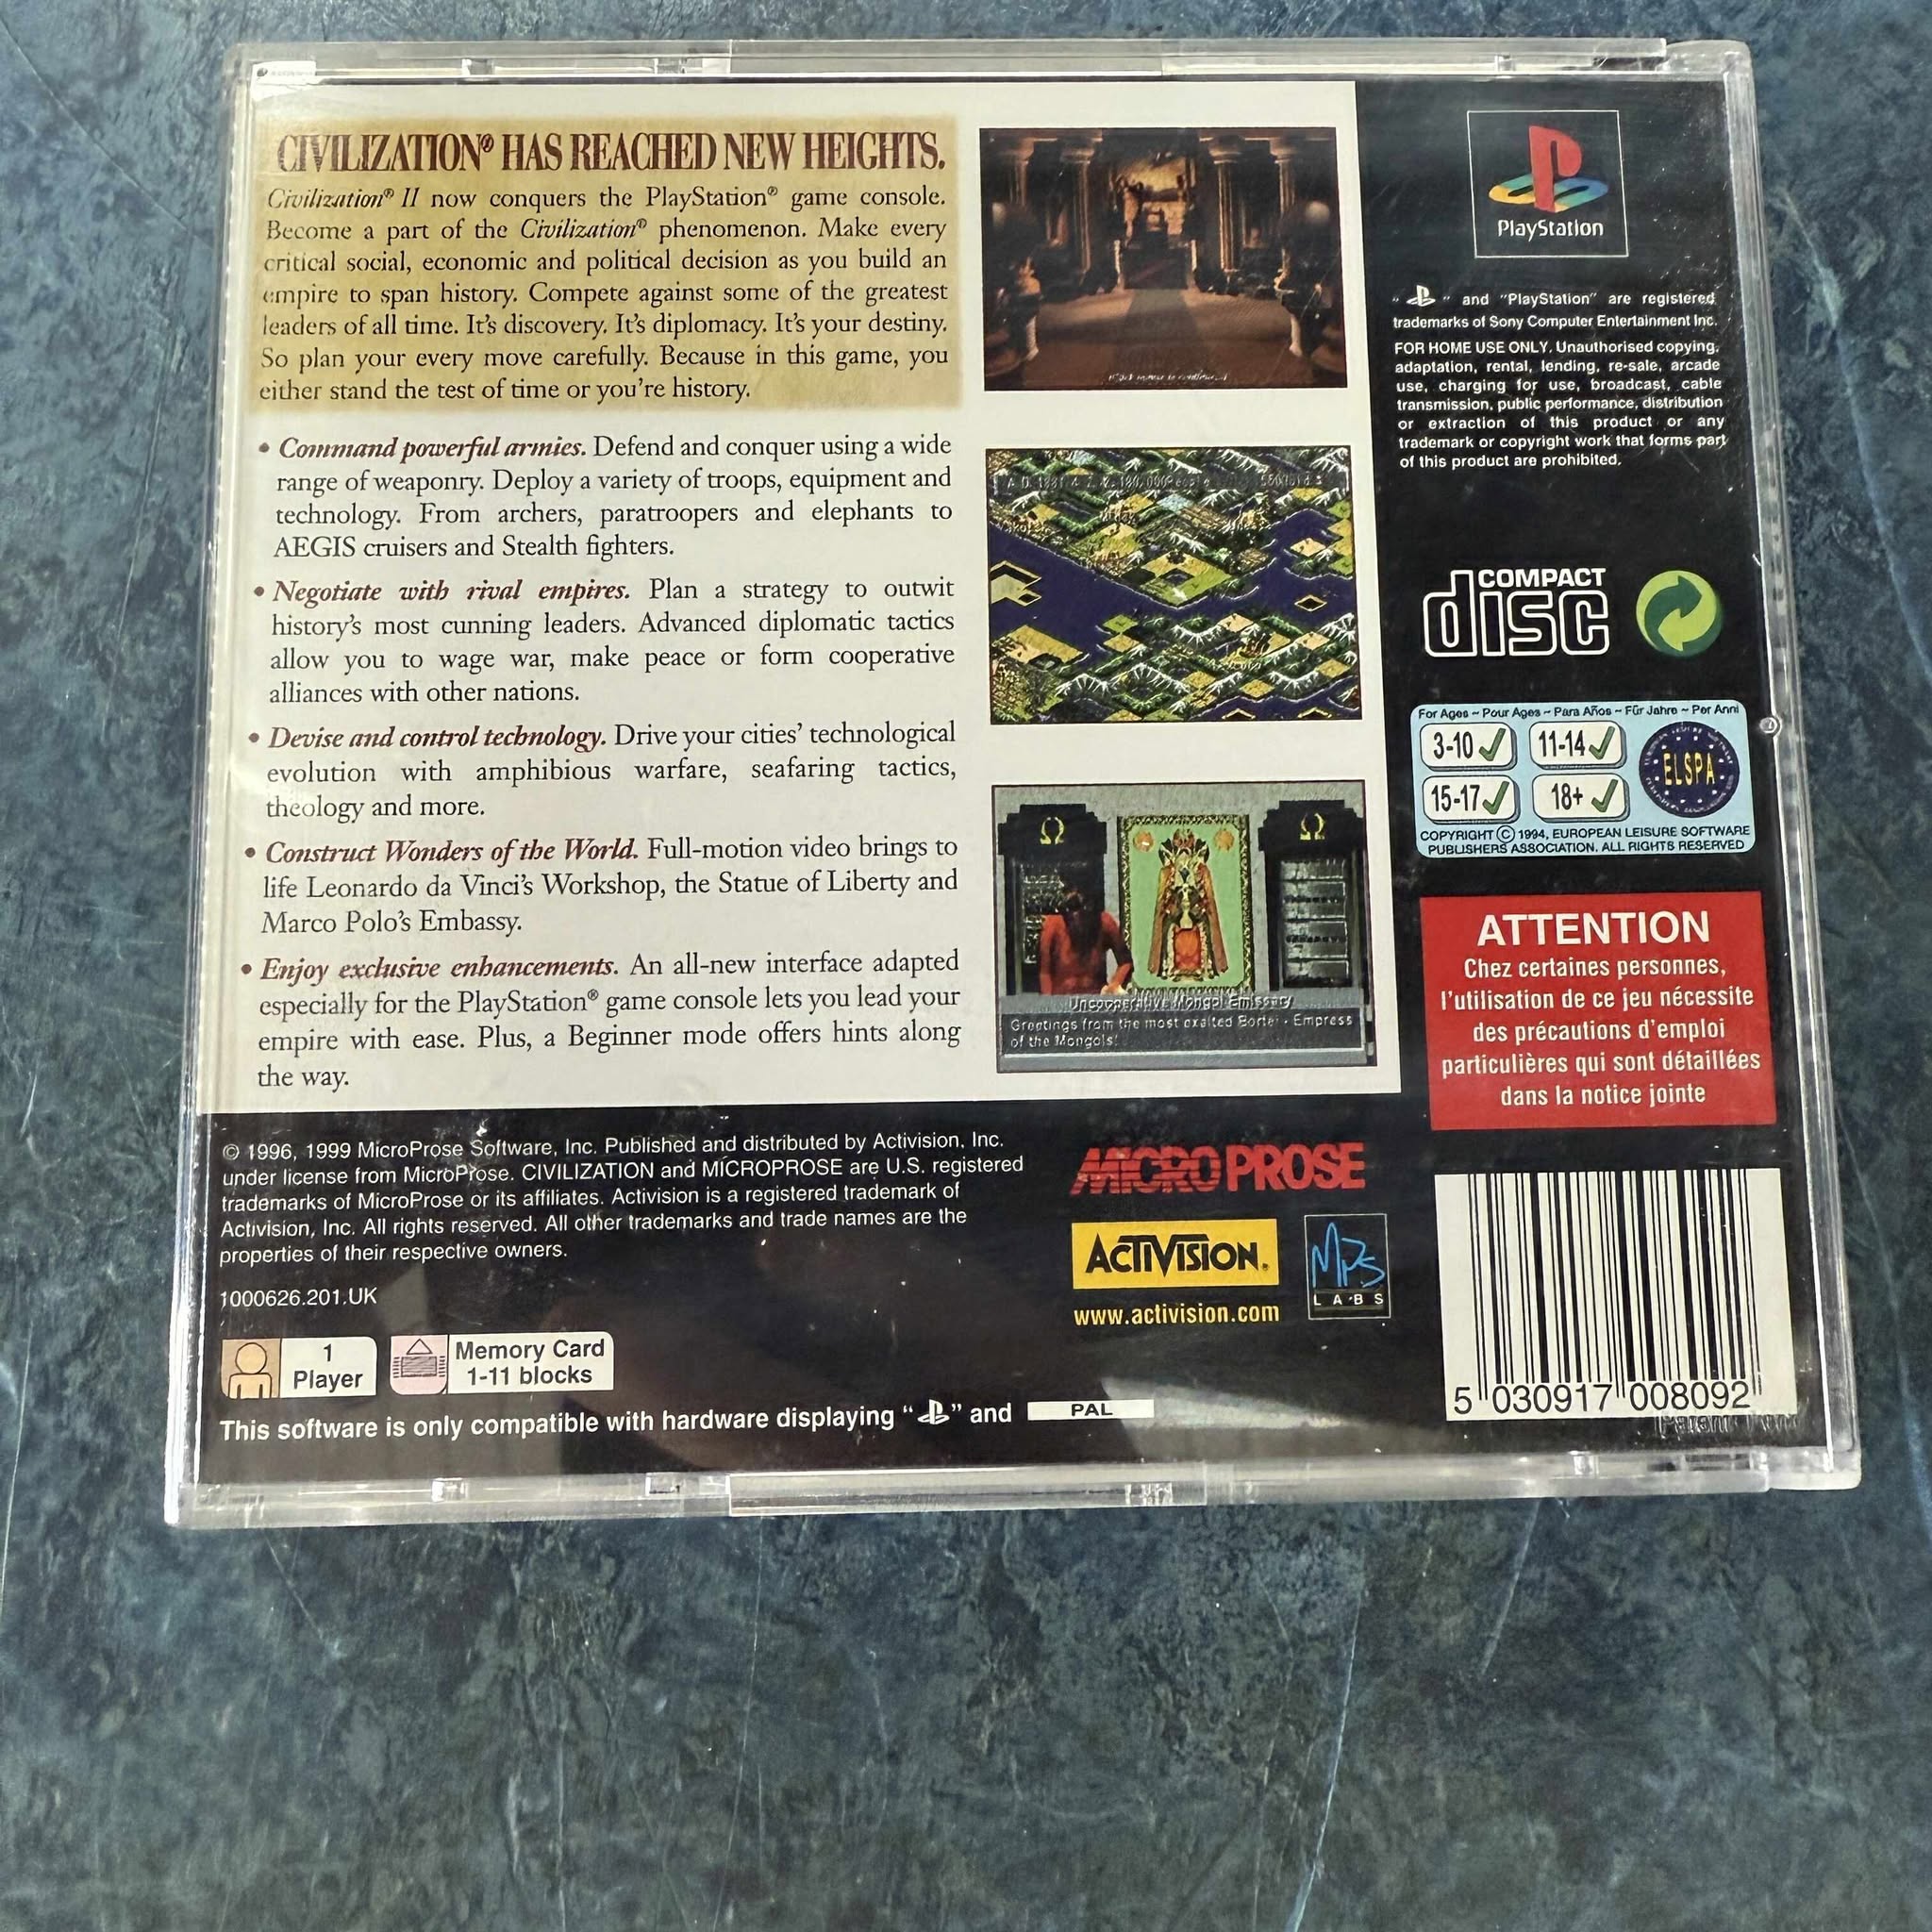 CIVILIZATION® HAS REACHED NEW HEIGHTS.
Civilization® II now conquers the PlayStation® game console.
Become a part of the Civilization® phenomenon. Make every
critical social, economic and political decision as you build an
empire to span history. Compete against some of the greatest
leaders of all time. It's discovery. It's diplomacy. It's your destiny.
So plan your every move carefully. Because in this game, you
either stand the test of time or you're history.
• Command powerful armies. Defend and conquer using a wide
range of weaponry. Deploy a variety of troops, equipment and
technology. From archers, paratroopers and elephants to
AEGIS cruisers and Stealth fighters.
• Negotiate with rival empires. Plan a strategy to outwit
history's most cunning leaders. Advanced diplomatic tactics
allow you to wage war, make peace or form cooperative
alliances with other nations.
• Devise and control technology. Drive your cities' technological
evolution with amphibious warfare, seafaring tactics,
theology and more.
• Construct Wonders of the World. Full-motion video brings to
life Leonardo da Vinci's Workshop, the Statue of Liberty and
Marco Polo's Embassy.
• Enjoy exclusive enhancements. An all-new interface adapted
especially for the PlayStation® game console lets you lead your
empire with ease. Plus, a Beginner mode offers hints along
the way.
Uncooperative Mongol Emissary
Greetings from the most exalted Borte · Empress
of the Mongols!
PlayStation
" " and "PlayStation" are registered
trademarks of Sony Computer Entertainment Inc.
FOR HOME USE ONLY. Unauthorised copying,
adaptation, rental, lending, re-sale, arcade
use, charging for use, broadcast, cable
transmission, public performance, distribution
or extraction of this product or any
trademark or copyright work that forms part
of this product are prohibited.
COMPACT
disc
For Ages ~ Pour Ages ~ Para Años ~ Für Jahre ~ Per Anni
3-10 11-14
15-17 18+
ELSPA
COPYRIGHT © 1994, EUROPEAN LEISURE SOFTWARE
PUBLISHERS ASSOCIATION. ALL RIGHTS RESERVED
ATTENTION
Chez certaines personnes,
l'utilisation de ce jeu nécessite
des précautions d'emploi
particulières qui sont détaillées
dans la notice jointe
© 1996, 1999 MicroProse Software, Inc. Published and distributed by Activision, Inc.
under license from MicroProse. CIVILIZATION and MICROPROSE are U.S. registered
trademarks of MicroProse or its affiliates. Activision is a registered trademark of
Activision, Inc. All rights reserved. All other trademarks and trade names are the
properties of their respective owners.
1000626.201.UK
MICROPROSE
ACTIVISION.
www.activision.com
MPS
LABS
1
Player
Memory Card
1-11 blocks
This software is only compatible with hardware displaying " " and PAL
5 030917 008092